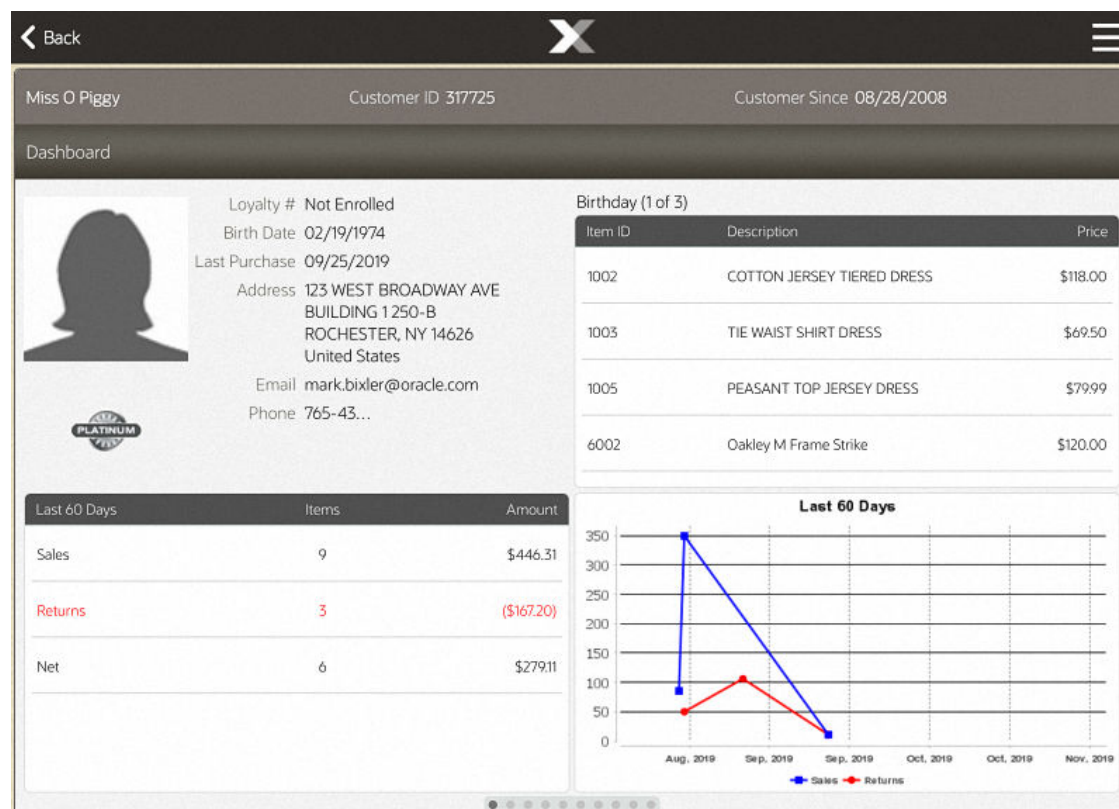 Back
Miss O Piggy Customer ID 317725 Customer Since 08/28/2008
Dashboard
Loyalty # Not Enrolled
Birth Date 02/19/1974
Last Purchase 09/25/2019
Address 123 WEST BROADWAY AVE
BUILDING 1 250-B
ROCHESTER, NY 14626
United States
Email mark.bixler@oracle.com
Phone 765-43...
PLATINUM
Birthday (1 of 3)
Item ID Description Price
1002 COTTON JERSEY TIERED DRESS $118.00
1003 TIE WAIST SHIRT DRESS $69.50
1005 PEASANT TOP JERSEY DRESS $79.99
6002 Oakley M Frame Strike $120.00
Last 60 Days Items Amount
Sales 9 $446.31
Returns 3 ($167.20)
Net 6 $279.11
Last 60 Days
350
300
250
200
150
100
50
0
Aug, 2019 Sep, 2019 Sep, 2019 Oct, 2019 Oct, 2019 Nov, 2019
Sales Returns